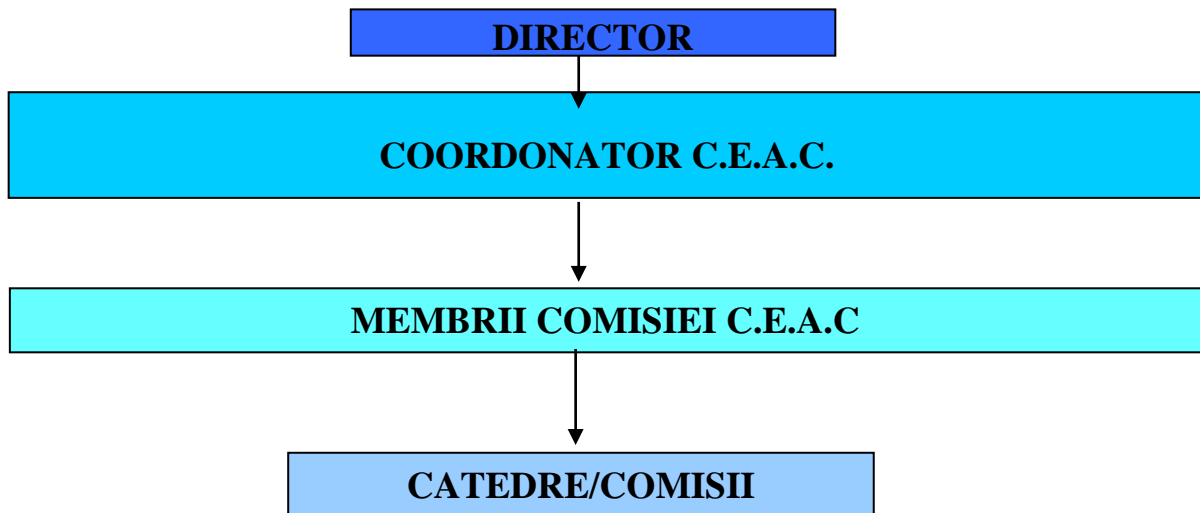 DIRECTOR
COORDONATOR C.E.A.C.
MEMBRII COMISIEI C.E.A.C
CATEDRE/COMISII